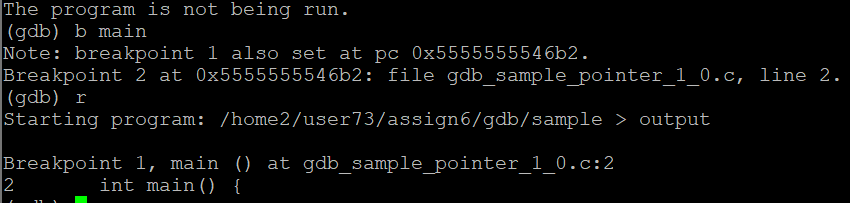 The program is not being run.
(gdb) b main
Note: breakpoint 1 also set at pc 0x5555555546b2.
Breakpoint 2 at 0x5555555546b2: file gdb_sample_pointer_1_0.c, line 2.
(gdb) r
Starting program: /home2/user73/assign6/gdb/sample > output
Breakpoint 1, main () at gdb_sample_pointer_1_0.c:2
2       int main() {
(gdb)